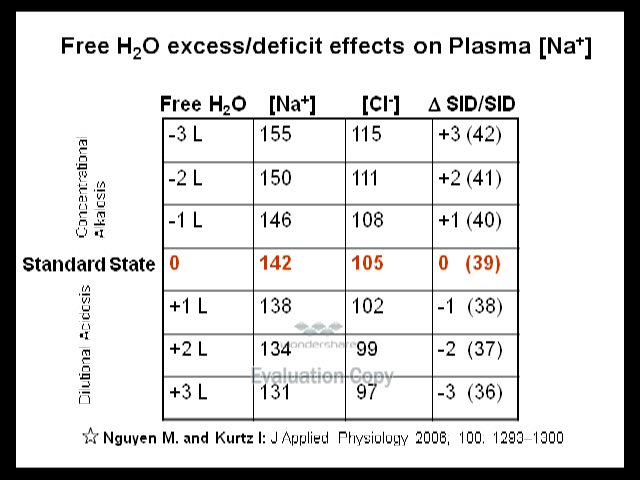 Free H₂O excess/deficit effects on Plasma [Na⁺]
Free H₂O [Na⁺] [Cl⁻] Δ SID/SID
-3 L 155 115 +3 (42)
-2 L 150 111 +2 (41)
-1 L 146 108 +1 (40)
Concentrational
Alkalosis
Standard State 0 142 105 0 (39)
+1 L 138 102 -1 (38)
+2 L 134 99 -2 (37)
+3 L 131 97 -3 (36)
Dilutional Acidosis
Wondershare
Evaluation Copy
☆ Nguyen M. and Kurtz I: J Applied Physiology 2006; 100: 1293–1300